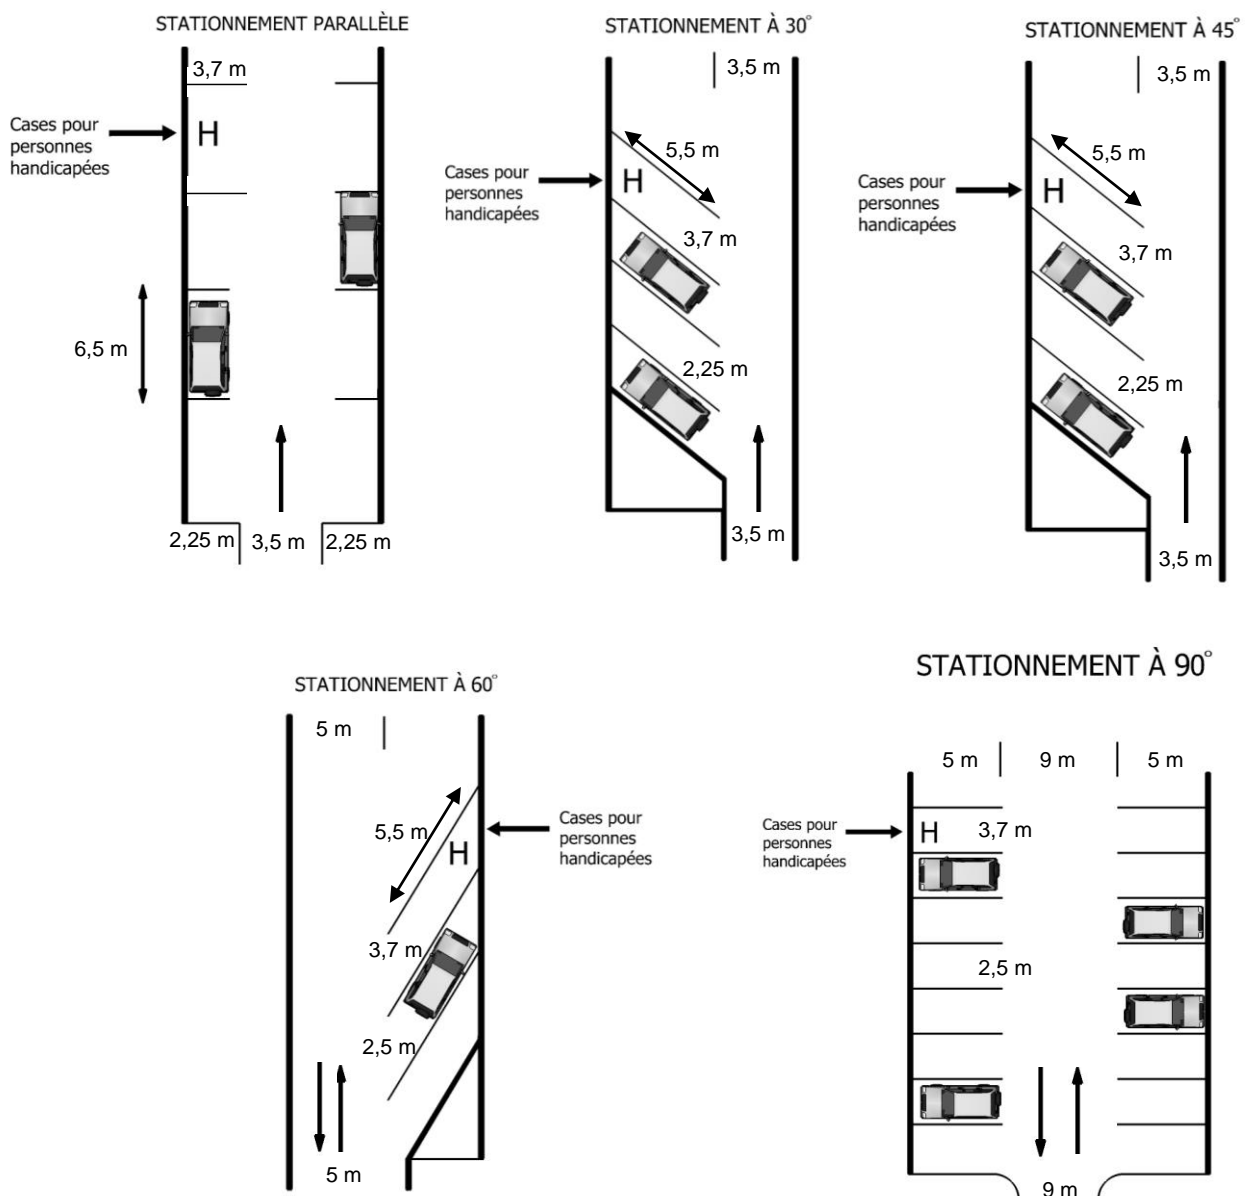 STATIONNEMENT PARALLÈLE
3,7 m
Cases pour
personnes
handicapées
H
6,5 m
2,25 m
3,5 m
2,25 m
STATIONNEMENT À 30°
3,5 m
5,5 m
Cases pour
personnes
handicapées
H
3,7 m
2,25 m
3,5 m
STATIONNEMENT À 45°
3,5 m
5,5 m
Cases pour
personnes
handicapées
H
3,7 m
2,25 m
3,5 m
STATIONNEMENT À 60°
5 m
5,5 m
H
Cases pour
personnes
handicapées
3,7 m
2,5 m
5 m
STATIONNEMENT À 90°
5 m
9 m
5 m
Cases pour
personnes
handicapées
H
3,7 m
2,5 m
9 m